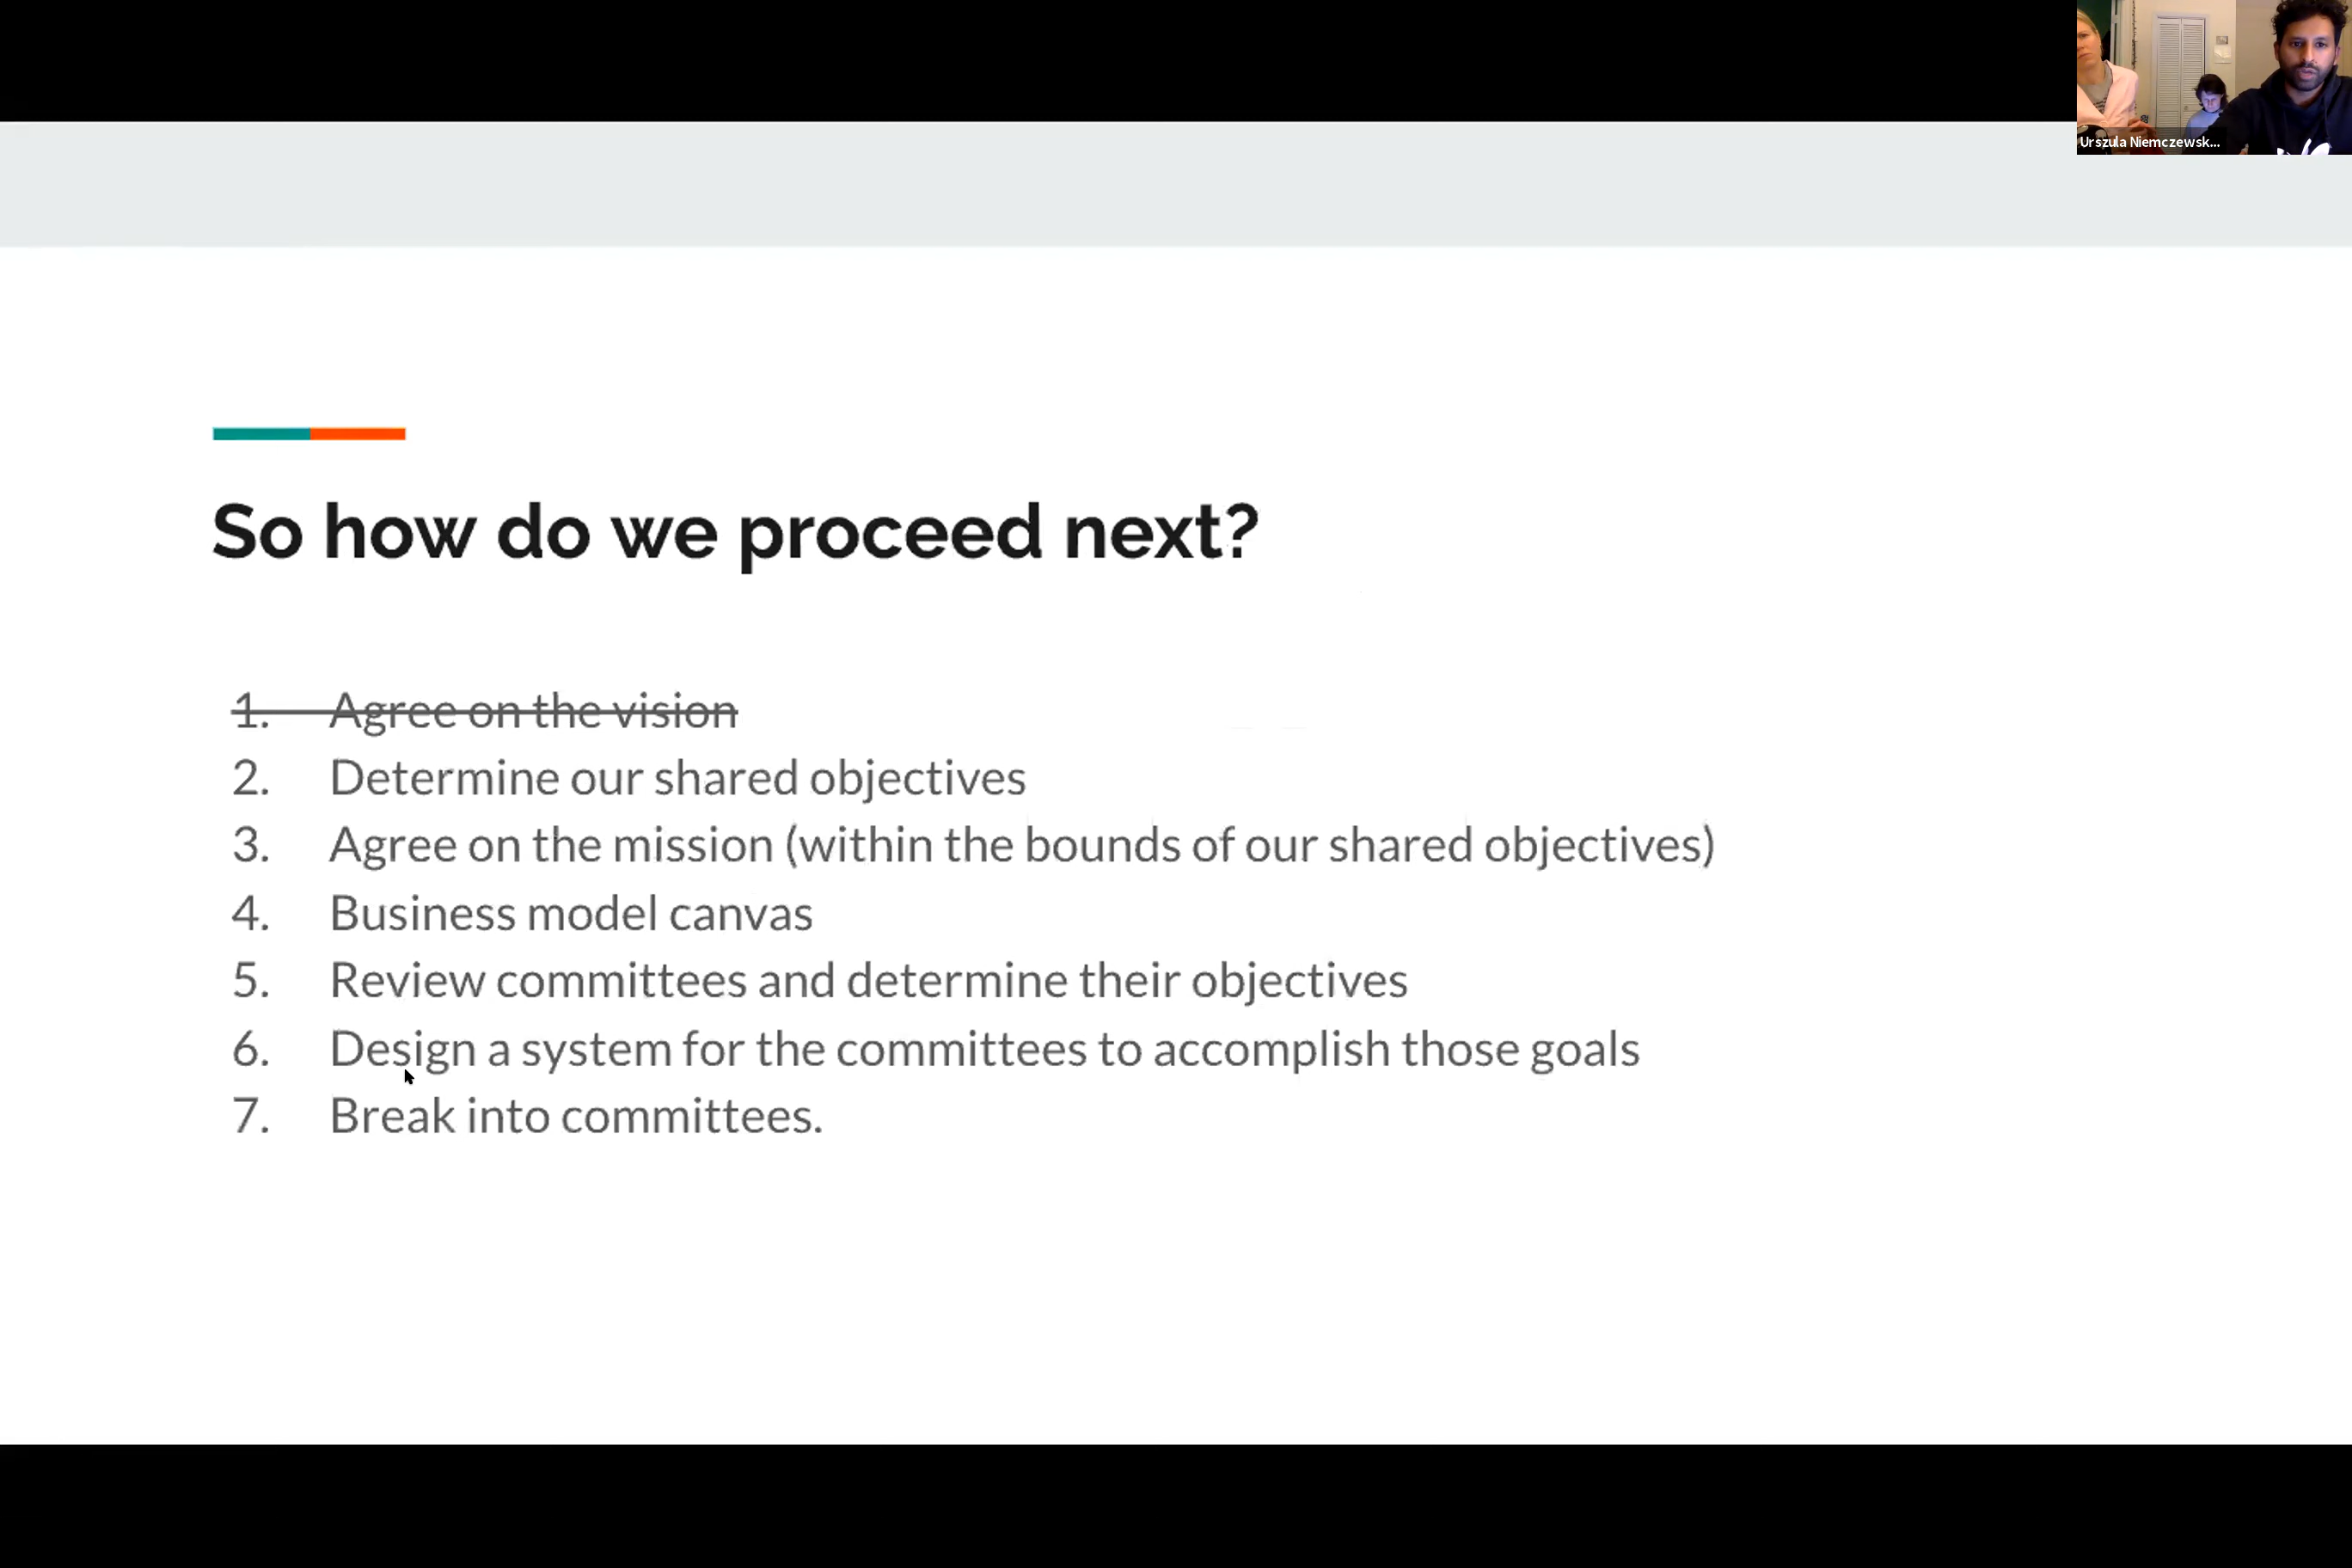 Urszula Niemczewsk...
So how do we proceed next?
1. Agree on the vision
2. Determine our shared objectives
3. Agree on the mission (within the bounds of our shared objectives)
4. Business model canvas
5. Review committees and determine their objectives
6. Design a system for the committees to accomplish those goals
7. Break into committees.